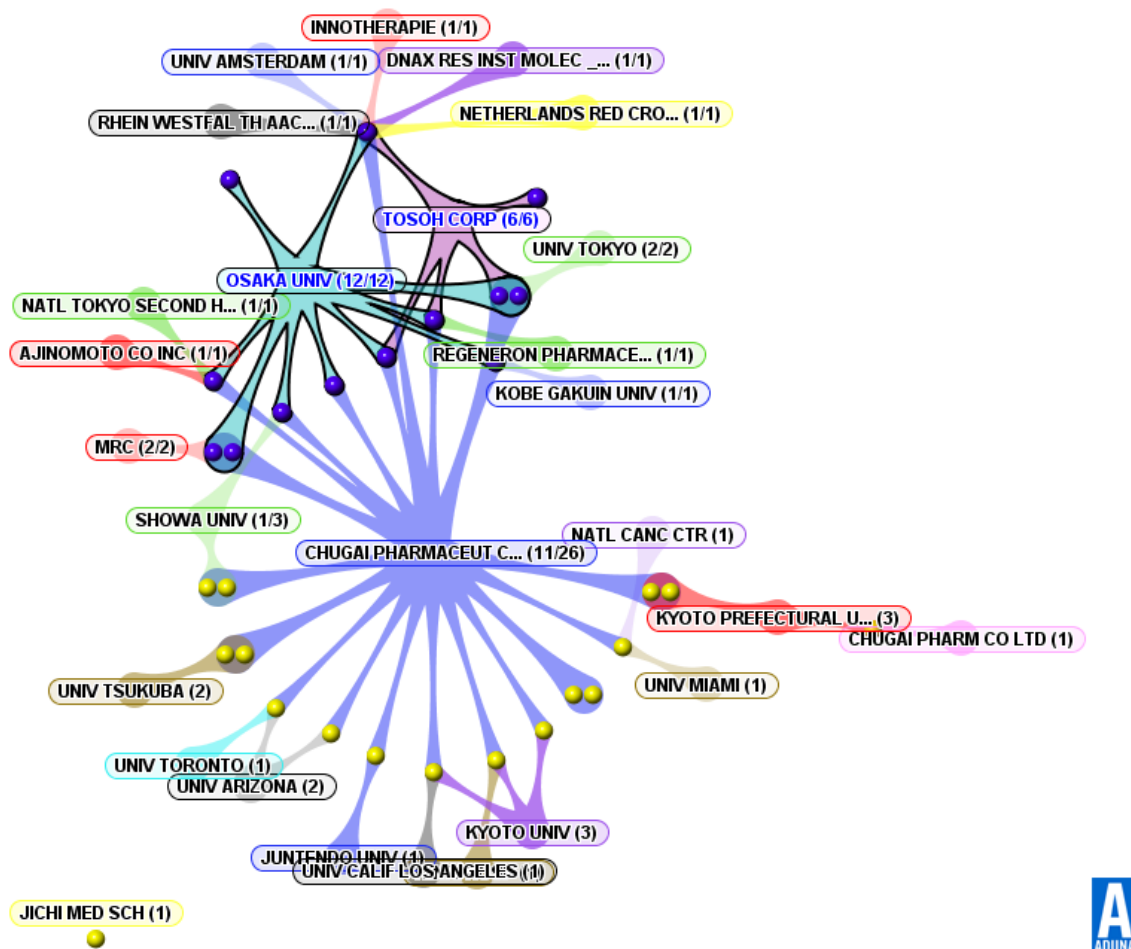 INNOTHERAPIE (1/1)
UNIV AMSTERDAM (1/1)
DNAX RES INST MOLEC _... (1/1)
NETHERLANDS RED CRO... (1/1)
RHEIN WESTFAL TH AAC... (1/1)
TOSOH CORP (6/6)
UNIV TOKYO (2/2)
OSAKA UNIV (12/12)
NATL TOKYO SECOND H... (1/1)
AJINOMOTO CO INC (1/1)
REGENERON PHARMACE... (1/1)
KOBE GAKUIN UNIV (1/1)
MRC (2/2)
SHOWA UNIV (1/3)
NATL CANC CTR (1)
CHUGAI PHARMACEUT C... (11/26)
KYOTO PREFECTURAL U... (3)
CHUGAI PHARM CO LTD (1)
UNIV TSUKUBA (2)
UNIV MIAMI (1)
UNIV TORONTO (1)
UNIV ARIZONA (2)
KYOTO UNIV (3)
JUNTENDO UNIV (1)
UNIV CALIF LOS ANGELES (1)
JICHI MED SCH (1)